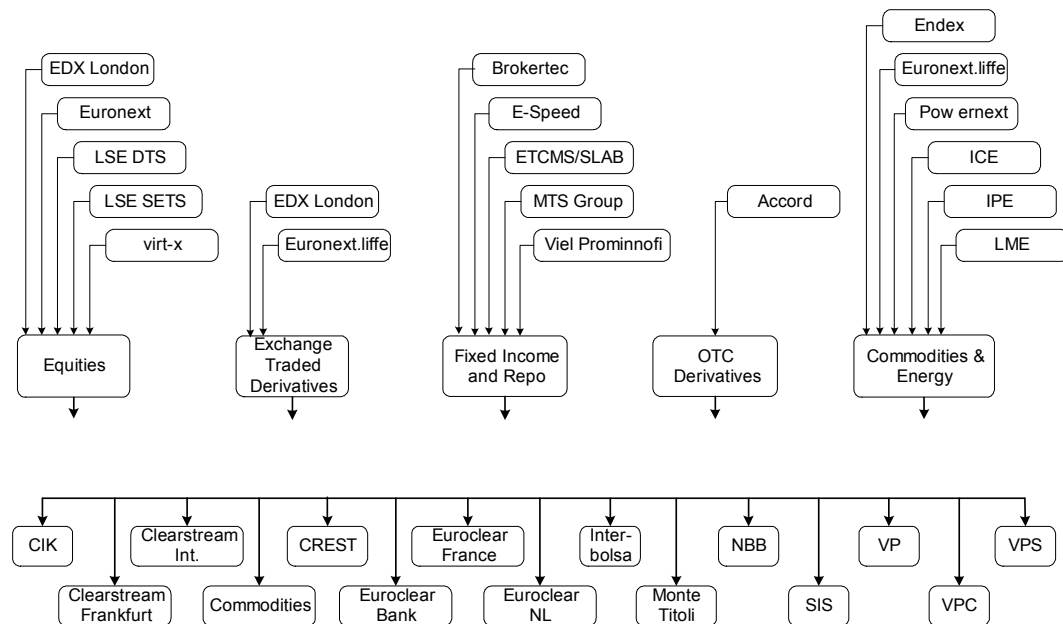 Endex
EDX London
Brokertec
Euronext.liffe
Euronext
E-Speed
Pow ernext
LSE DTS
ETCMS/SLAB
ICE
LSE SETS
EDX London
MTS Group
Accord
IPE
virt-x
Euronext.liffe
Viel Prominnofi
LME
Equities
Exchange
Traded
Derivatives
Fixed Income
and Repo
OTC
Derivatives
Commodities &
Energy
CIK
Clearstream
Int.
CREST
Euroclear
France
Inter-
bolsa
NBB
VP
VPS
Clearstream
Frankfurt
Commodities
Euroclear
Bank
Euroclear
NL
Monte
Titoli
SIS
VPC